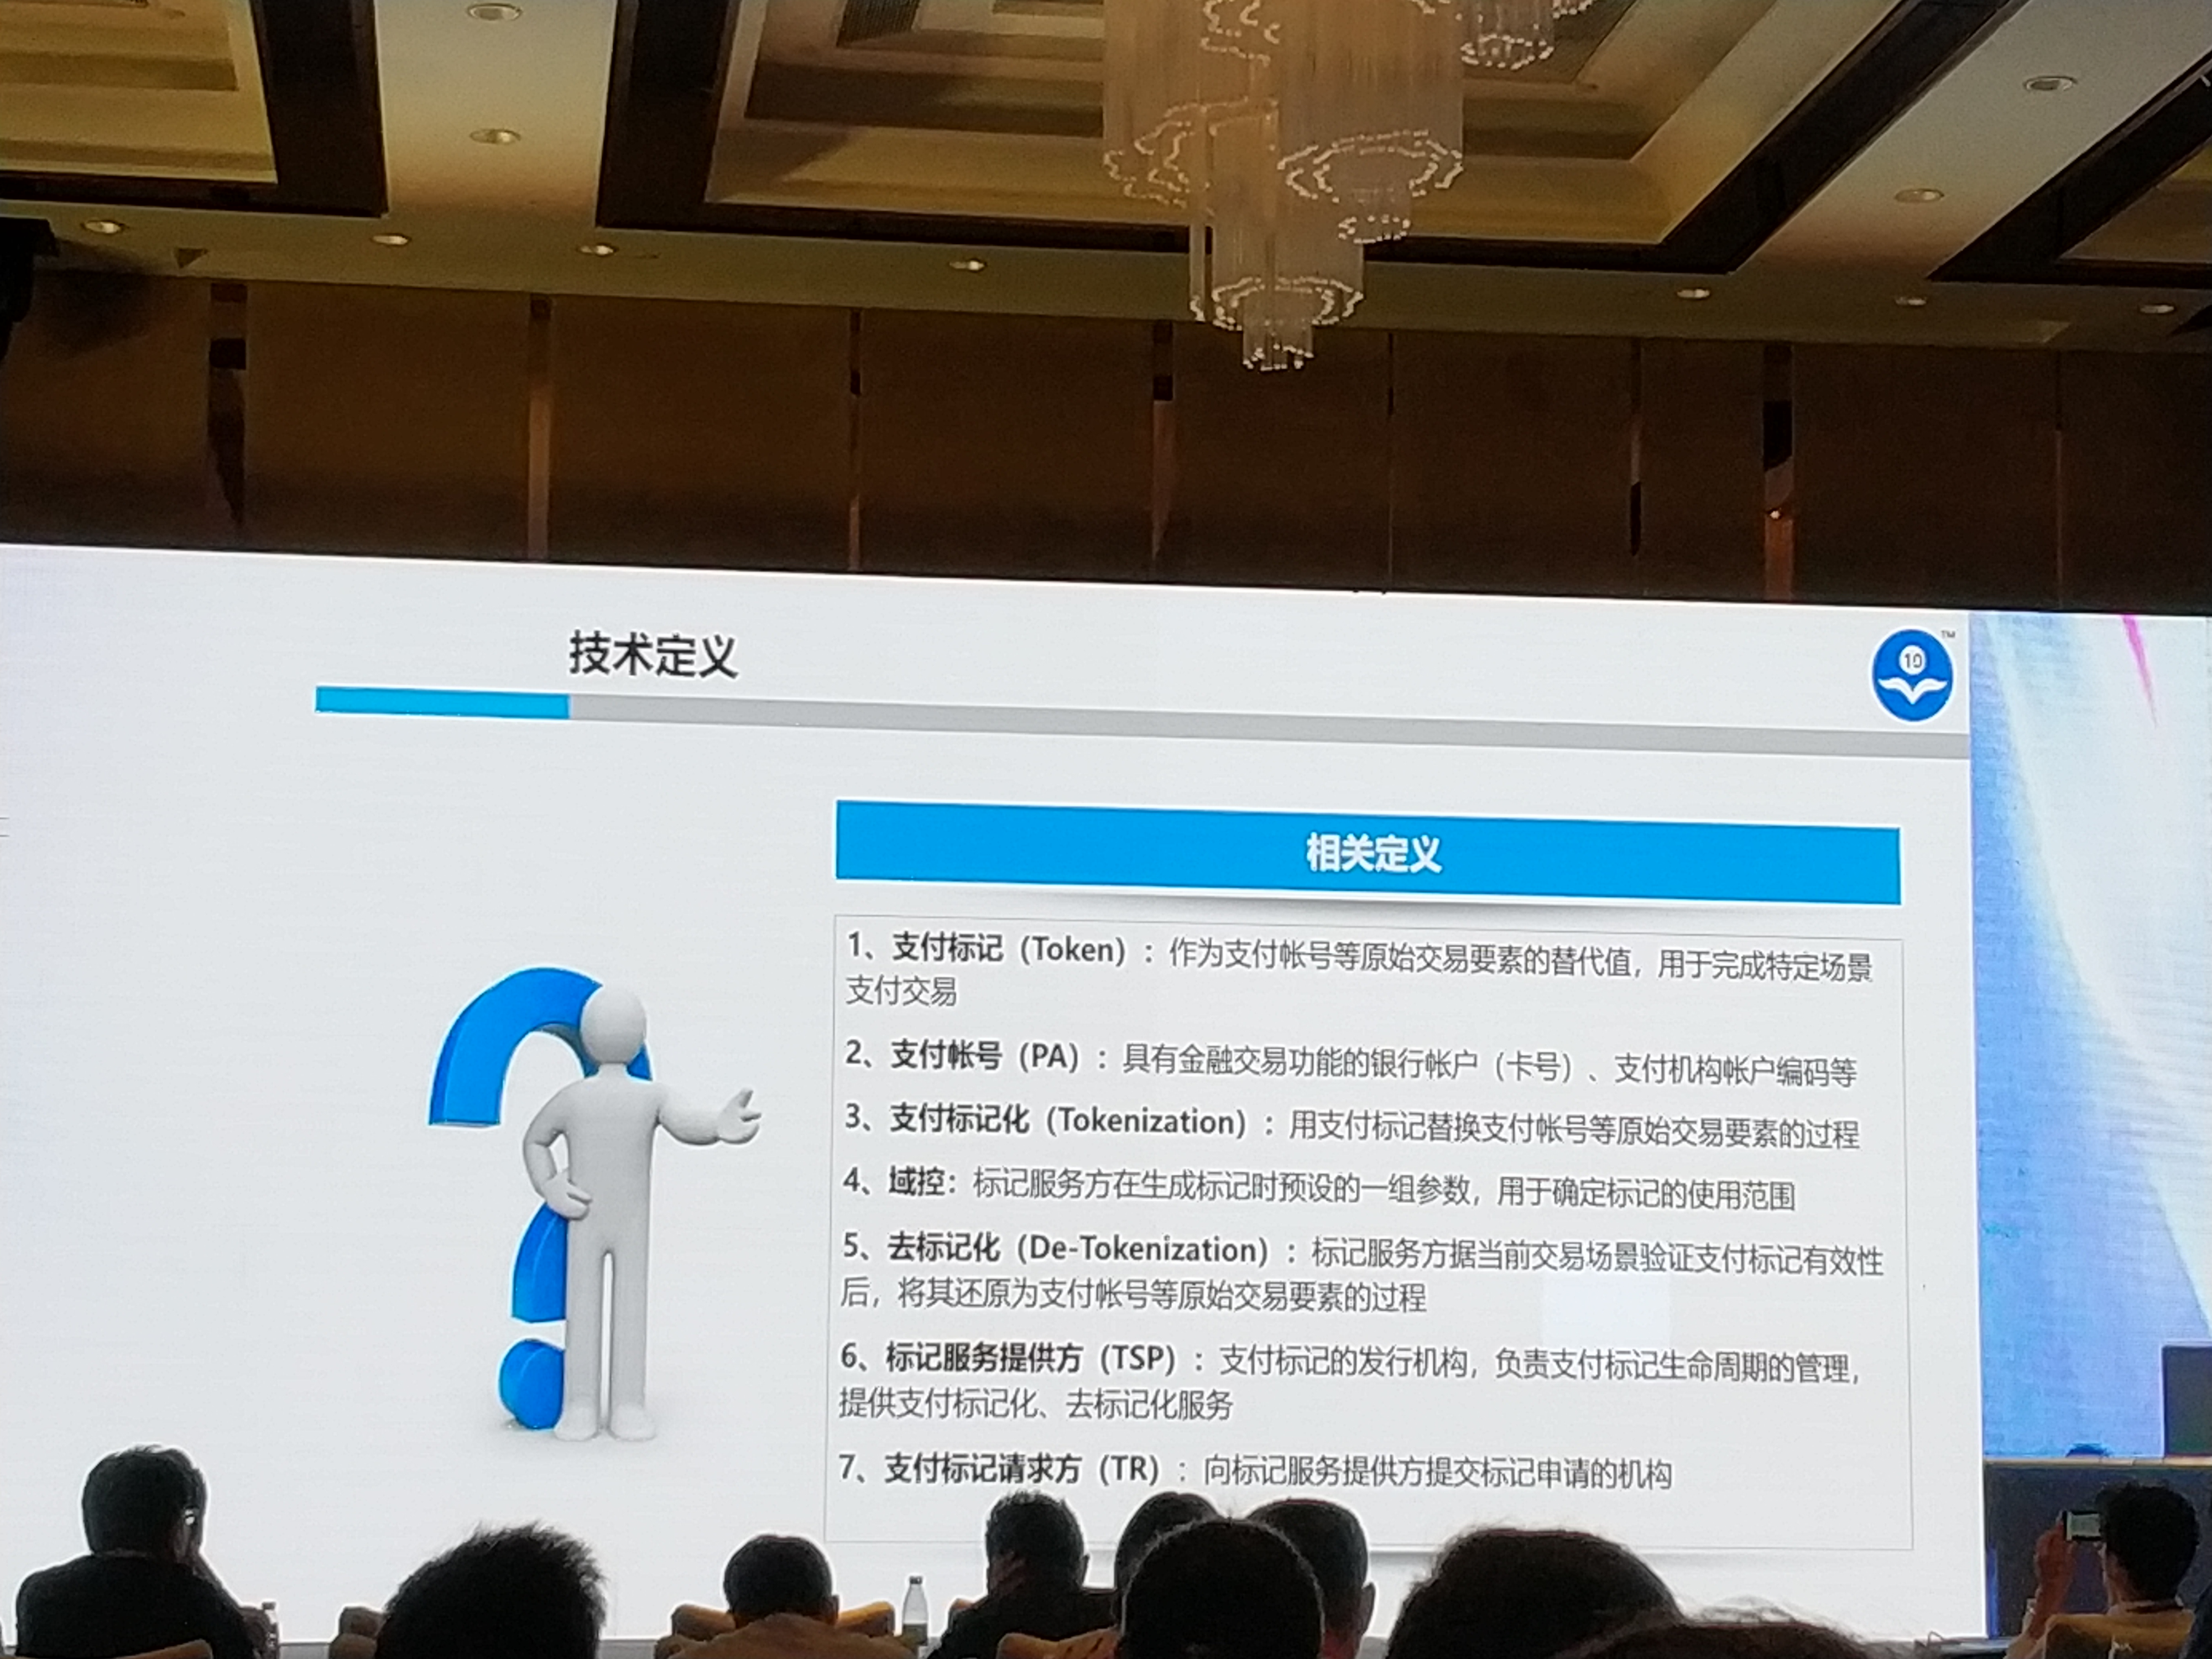 技术定义
TM
10
相关定义
1、支付标记（Token）：作为支付帐号等原始交易要素的替代值，用于完成特定场景
支付交易
2、支付帐号（PA）：具有金融交易功能的银行帐户（卡号）、支付机构帐户编码等
3、支付标记化（Tokenization）：用支付标记替换支付帐号等原始交易要素的过程
4、域控：标记服务方在生成标记时预设的一组参数，用于确定标记的使用范围
5、去标记化（De-Tokenization）：标记服务方据当前交易场景验证支付标记有效性
后，将其还原为支付帐号等原始交易要素的过程
6、标记服务提供方（TSP）：支付标记的发行机构，负责支付标记生命周期的管理，
提供支付标记化、去标记化服务
7、支付标记请求方（TR）：向标记服务提供方提交标记申请的机构